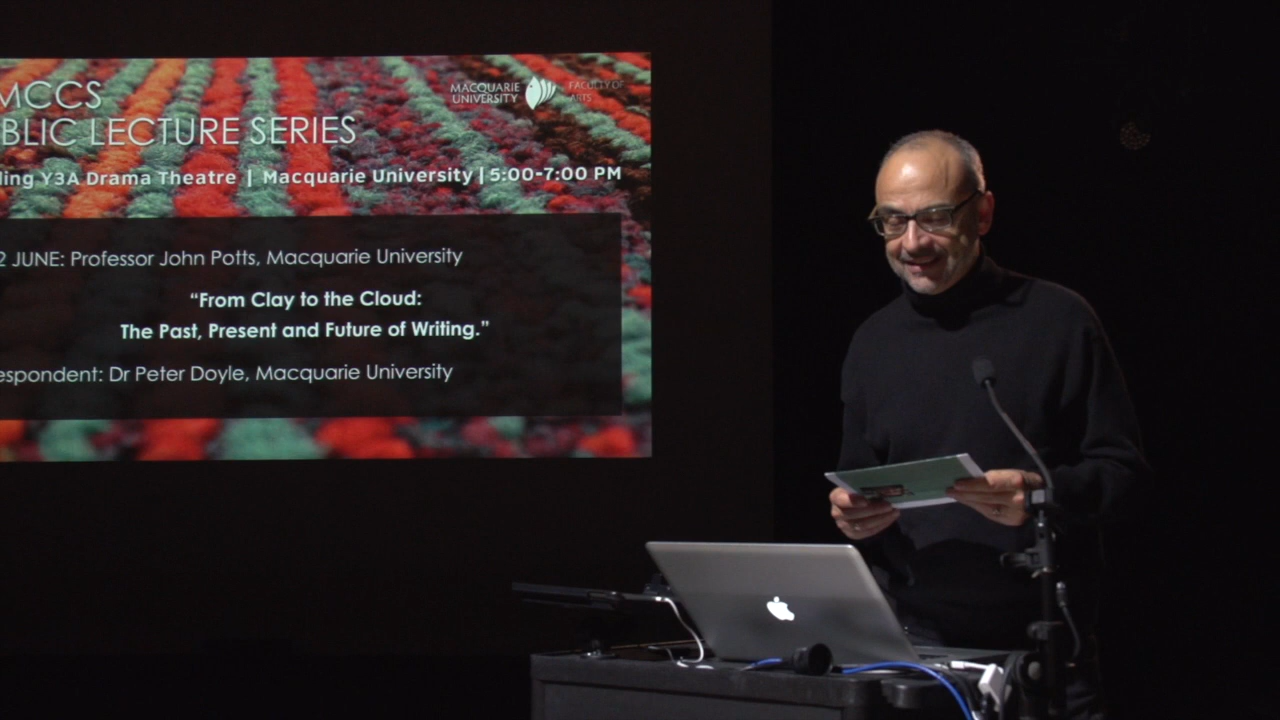 MCCS
BLIC LECTURE SERIES
MACQUARIE
UNIVERSITY
FACULTY OF
ARTS
ling Y3A Drama Theatre | Macquarie University | 5:00-7:00 PM
2 JUNE: Professor John Potts, Macquarie University
“From Clay to the Cloud:
The Past, Present and Future of Writing.”
espondent: Dr Peter Doyle, Macquarie University